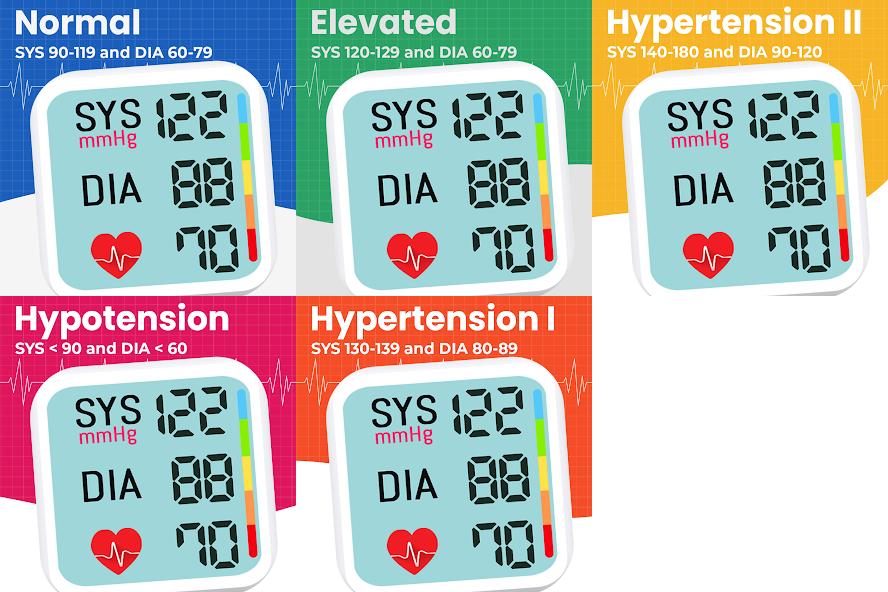 Normal
SYS 90-119 and DIA 60-79
SYS 122
mmHg
DIA 88
70
Elevated
SYS 120-129 and DIA 60-79
SYS 122
mmHg
DIA 88
70
Hypertension II
SYS 140-180 and DIA 90-120
SYS 122
mmHg
DIA 88
70
Hypotension
SYS < 90 and DIA < 60
SYS 122
mmHg
DIA 88
70
Hypertension I
SYS 130-139 and DIA 80-89
SYS 122
mmHg
DIA 88
70